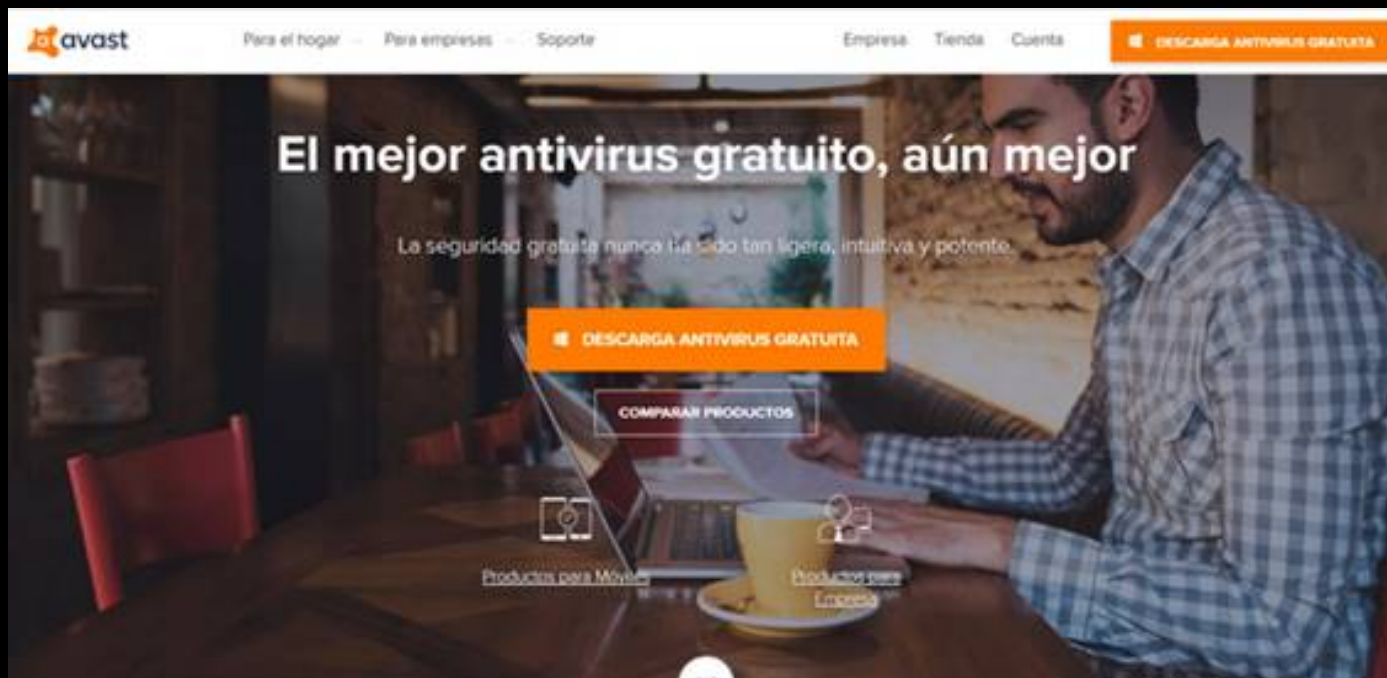 avast
Para el hogar
Para empresas
Soporte
Empresa
Tienda
Cuenta
DESCARGA ANTIVIRUS GRATUITA
El mejor antivirus gratuito, aún mejor
La seguridad gratuita nunca ha sido tan ligera, intuitiva y potente.
DESCARGA ANTIVIRUS GRATUITA
COMPARAR PRODUCTOS
Productos para Móviles
Productos para
Empresa